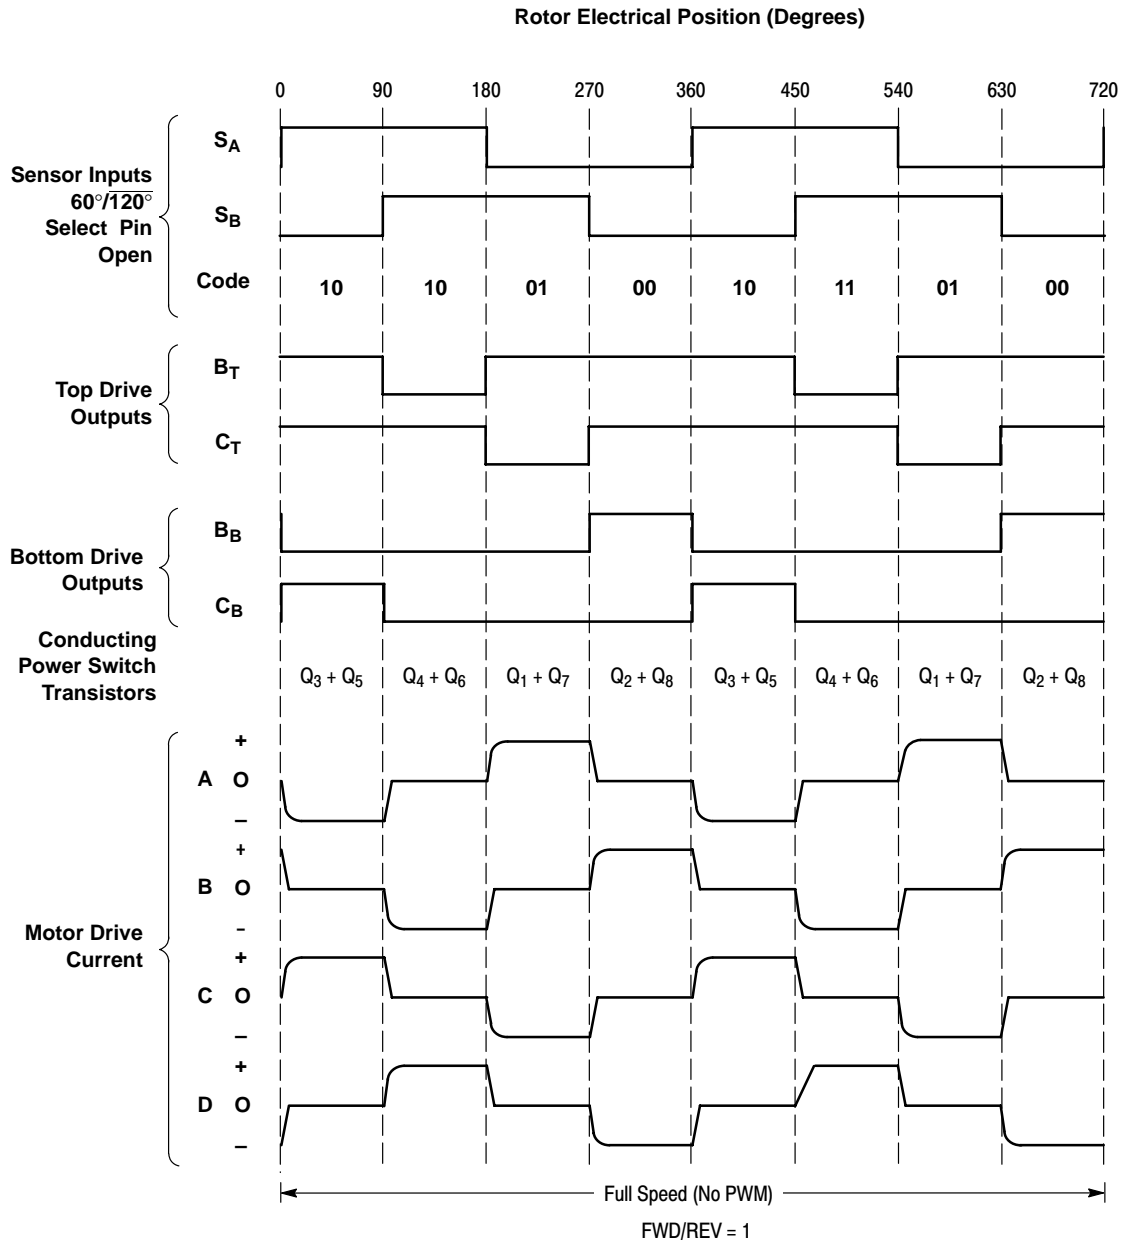 Rotor Electrical Position (Degrees)
0 90 180 270 360 450 540 630 720
Sensor Inputs
60°/120°
Select Pin
Open
SA
SB
Code 10 10 01 00 10 11 01 00
Top Drive
Outputs
BT
CT
Bottom Drive
Outputs
BB
CB
Conducting
Power Switch
Transistors
Q3 + Q5 Q4 + Q6 Q1 + Q7 Q2 + Q8 Q3 + Q5 Q4 + Q6 Q1 + Q7 Q2 + Q8
Motor Drive
Current
+
A O
–
+
B O
-
+
C O
–
+
D O
–
Full Speed (No PWM)
FWD/REV = 1